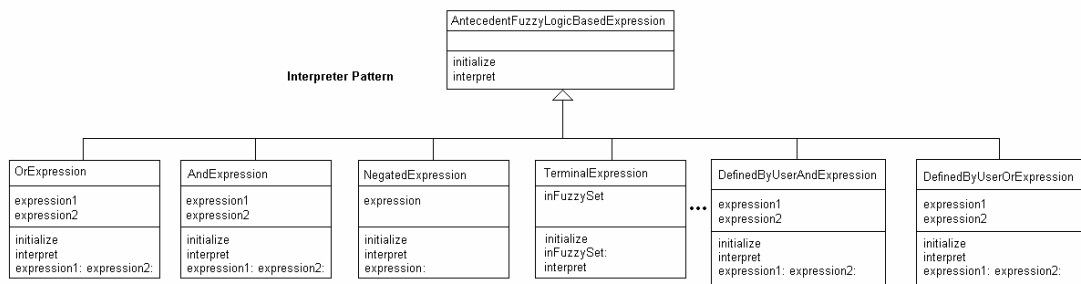 AntecedentFuzzyLogicBasedExpression
initialize
interpret
Interpreter Pattern
OrExpression
expression1
expression2
initialize
interpret
expression1: expression2:
AndExpression
expression1
expression2
initialize
interpret
expression1: expression2:
NegatedExpression
expression
initialize
interpret
expression:
TerminalExpression
inFuzzySet
initialize
inFuzzySet:
interpret
...
DefinedByUserAndExpression
expression1
expression2
initialize
interpret
expression1: expression2:
DefinedByUserOrExpression
expression1
expression2
initialize
interpret
expression1: expression2: